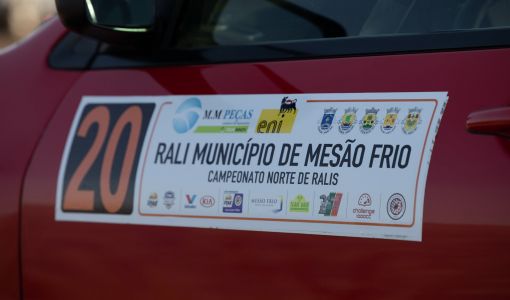 20
M.M PEÇAS
eni
RALI MUNICÍPIO DE MESÃO FRIO
CAMPEONATO NORTE DE RALIS
KIA
MESÃO FRIO
challenge